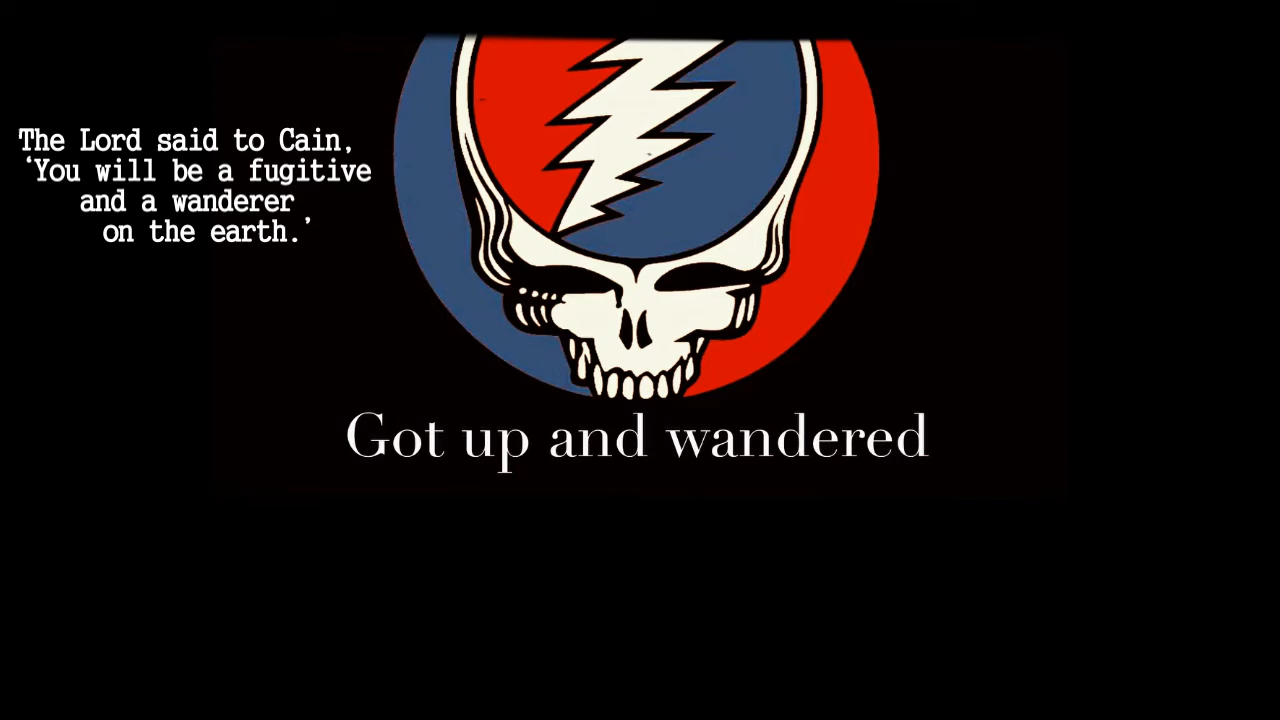 The Lord said to Cain,
‘You will be a fugitive
and a wanderer
on the earth.’
Got up and wandered